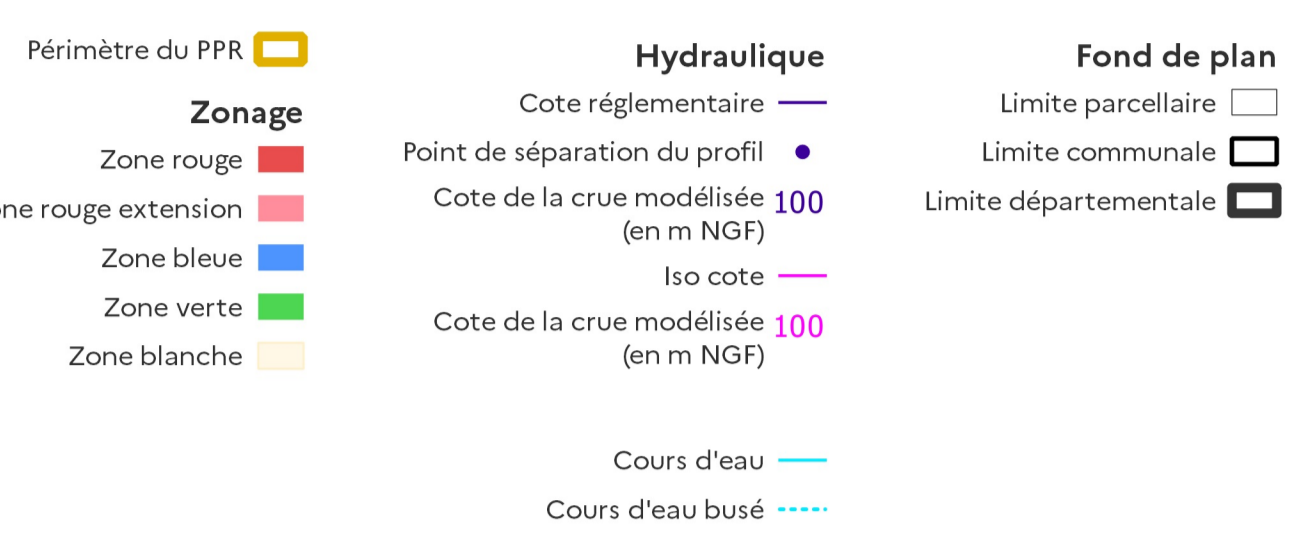 Périmètre du PPR
Zonage
Zone rouge
ne rouge extension
Zone bleue
Zone verte
Zone blanche
Hydraulique
Cote réglementaire
Point de séparation du profil
Cote de la crue modélisée 100
(en m NGF)
Iso cote
Cote de la crue modélisée 100
(en m NGF)
Cours d'eau
Cours d'eau busé
Fond de plan
Limite parcellaire
Limite communale
Limite départementale